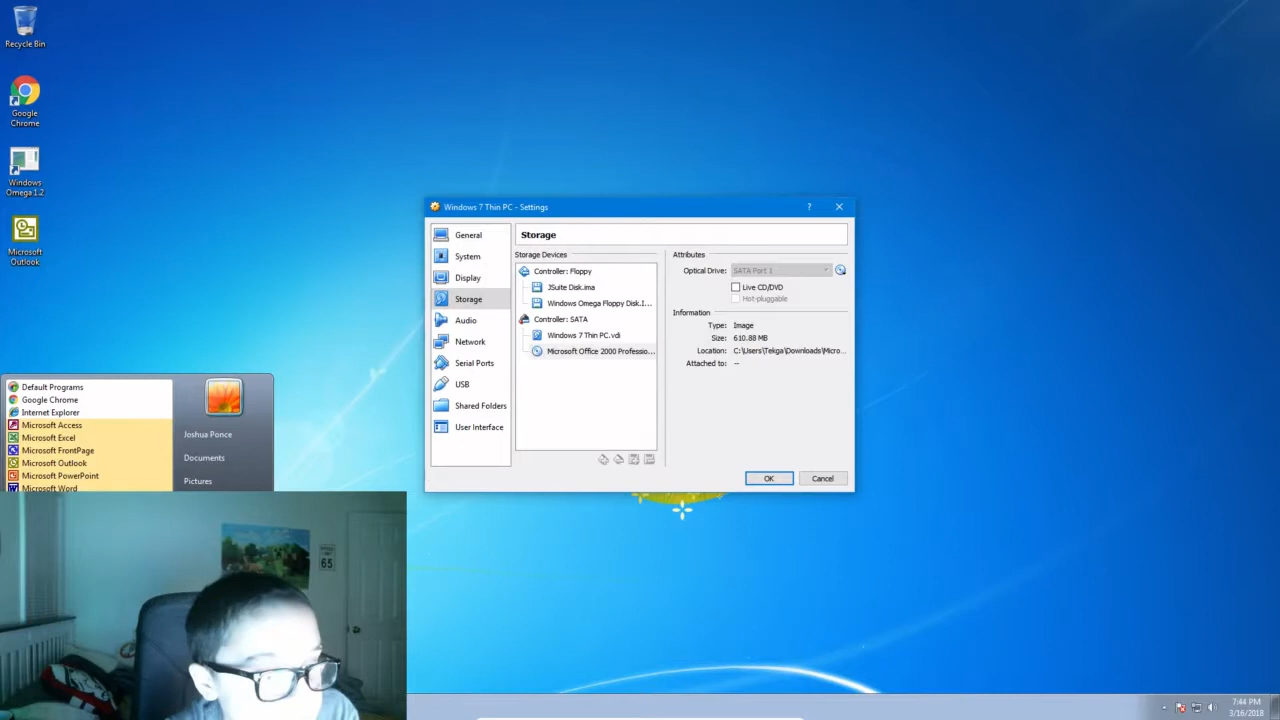 Recycle Bin
Google
Chrome
Windows
Omega 1.2
Microsoft
Outlook
Windows 7 Thin PC - Settings
?
General
System
Display
Storage
Audio
Network
Serial Ports
USB
Shared Folders
User Interface
Storage
Storage Devices
Controller: Floppy
JSuite Disk.ima
Windows Omega Floppy Disk.I...
Controller: SATA
Windows 7 Thin PC.vdi
Microsoft Office 2000 Professio...
Attributes
Optical Drive: SATA Port 1
Live CD/DVD
Hot-pluggable
Information
Type: Image
Size: 610.88 MB
Location: C:\Users\Tekga\Downloads\Micro...
Attached to: --
OK
Cancel
Default Programs
Google Chrome
Internet Explorer
Microsoft Access
Microsoft Excel
Microsoft FrontPage
Microsoft Outlook
Microsoft PowerPoint
Microsoft Word
Joshua Ponce
Documents
Pictures
65
7:44 PM
3/16/2018